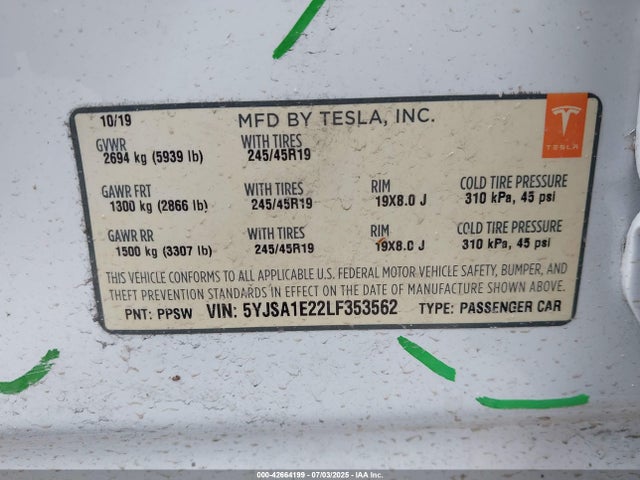 10/19 MFD BY TESLA, INC.
TESLA
GVWR WITH TIRES
2694 kg (5939 lb) 245/45R19
GAWR FRT WITH TIRES RIM COLD TIRE PRESSURE
1300 kg (2866 lb) 245/45R19 19X8.0 J 310 kPa, 45 psi
GAWR RR WITH TIRES RIM COLD TIRE PRESSURE
1500 kg (3307 lb) 245/45R19 19X8.0 J 310 kPa, 45 psi
THIS VEHICLE CONFORMS TO ALL APPLICABLE U.S. FEDERAL MOTOR VEHICLE SAFETY, BUMPER, AND
THEFT PREVENTION STANDARDS IN EFFECT ON THE DATE OF MANUFACTURE SHOWN ABOVE.
PNT: PPSW VIN: 5YJSA1E22LF353562 TYPE: PASSENGER CAR
000-42664199 | 07/03/2025 | IAA Inc.